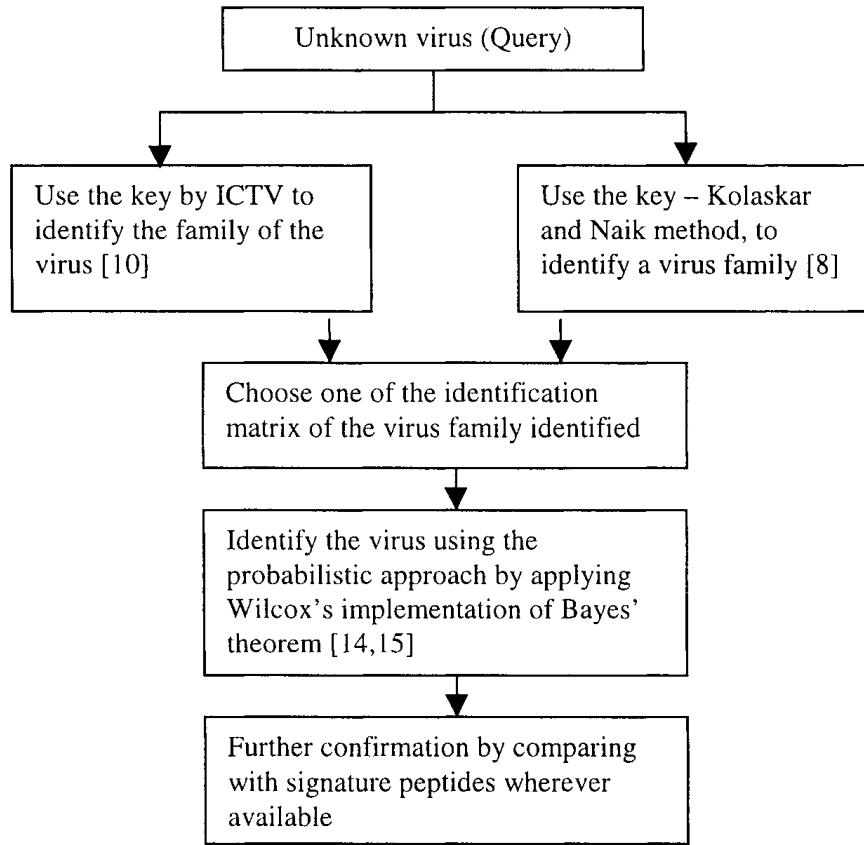 Unknown virus (Query)
Use the key by ICTV to
identify the family of the
virus [10]
Use the key – Kolaskar
and Naik method, to
identify a virus family [8]
Choose one of the identification
matrix of the virus family identified
Identify the virus using the
probabilistic approach by applying
Wilcox's implementation of Bayes'
theorem [14,15]
Further confirmation by comparing
with signature peptides wherever
available